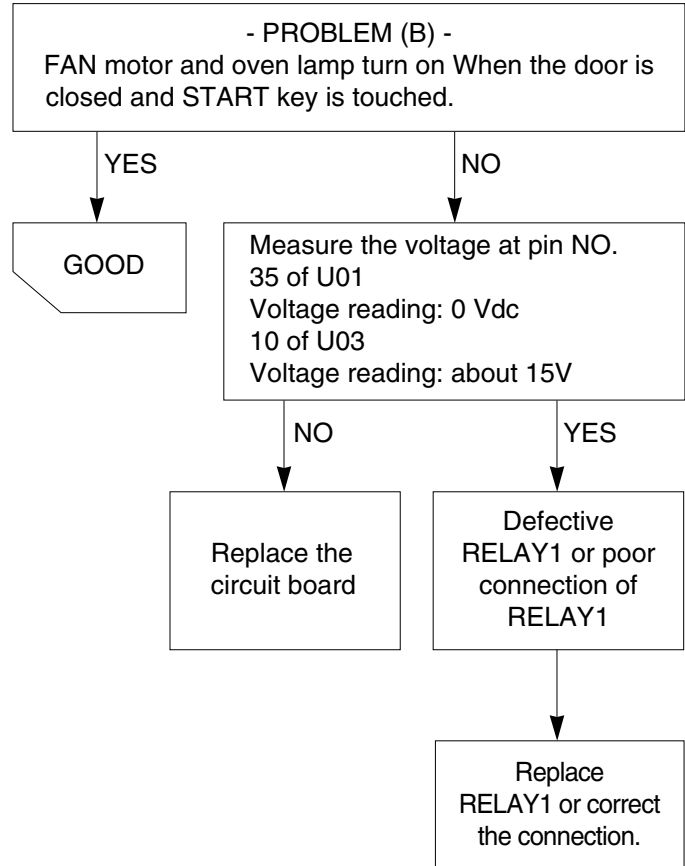 - PROBLEM (B) -
FAN motor and oven lamp turn on When the door is
closed and START key is touched.
YES
NO
GOOD
Measure the voltage at pin NO.
35 of U01
Voltage reading: 0 Vdc
10 of U03
Voltage reading: about 15V
NO
YES
Replace the
circuit board
Defective
RELAY1 or poor
connection of
RELAY1
Replace
RELAY1 or correct
the connection.